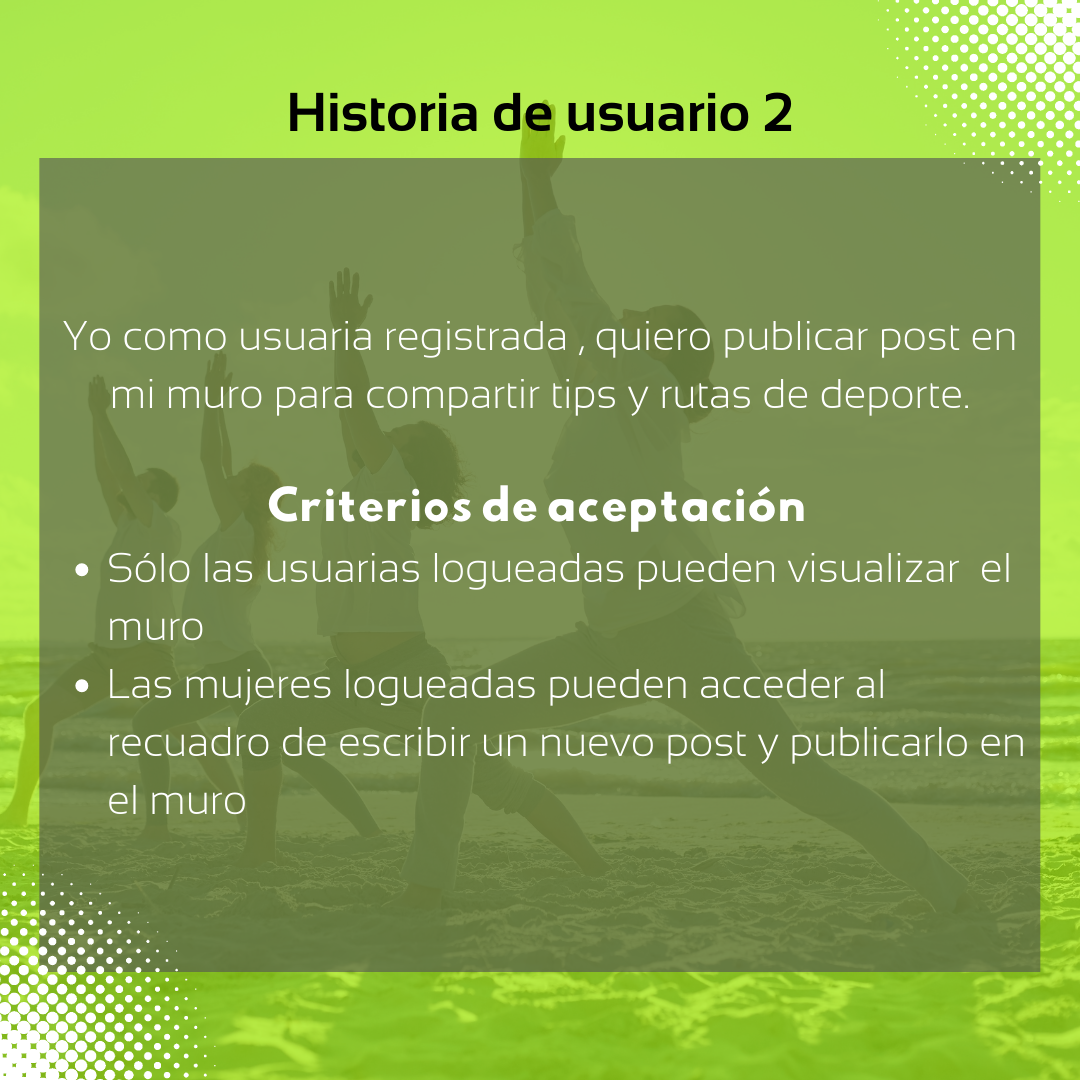 Historia de usuario 2
Yo como usuaria registrada , quiero publicar post en
mi muro para compartir tips y rutas de deporte.
Criterios de aceptación
• Sólo las usuarias logueadas pueden visualizar  el
muro
• Las mujeres logueadas pueden acceder al
recuadro de escribir un nuevo post y publicarlo en
el muro